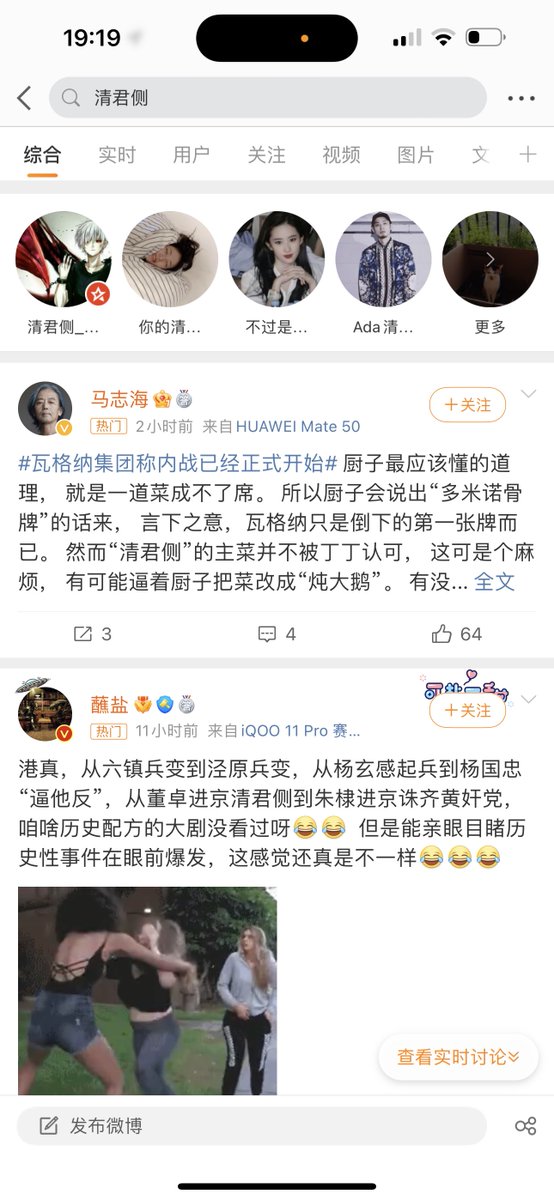 19:19
清君侧
综合 实时 用户 关注 视频 图片 文
清君侧_... 你的清... 不过是... Ada清... 更多
马志海
+关注
热门 2小时前 来自HUAWEI Mate 50
#瓦格纳集团称内战已经正式开始# 厨子最应该懂的道
理， 就是一道菜成不了席。 所以厨子会说出“多米诺骨
牌”的话来， 言下之意，瓦格纳只是倒下的第一张牌而
已。 然而“清君侧”的主菜并不被丁丁认可， 这可是个麻
烦， 有可能逼着厨子把菜改成“炖大鹅”。 有没... 全文
3 4 64
蘸盐
+关注
热门 11小时前 来自iQOO 11 Pro 赛...
港真，从六镇兵变到泾原兵变，从杨玄感起兵到杨国忠
“逼他反”，从董卓进京清君侧到朱棣进京诛齐黄奸党，
咱啥历史配方的大剧没看过呀😂😂 但是能亲眼目睹历
史性事件在眼前爆发，这感觉还真是不一样😂😂😂
查看实时讨论
发布微博